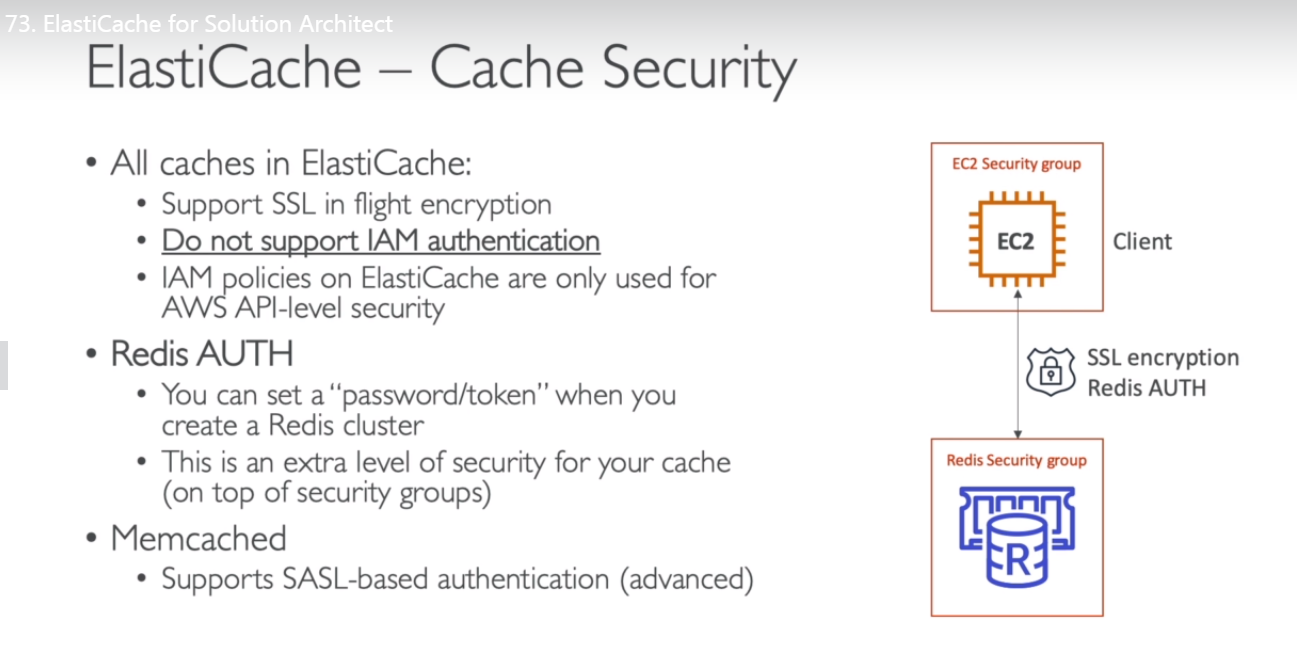 73. ElastiCache for Solution Architect
ElastiCache – Cache Security
• All caches in ElastiCache:
• Support SSL in flight encryption
• Do not support IAM authentication
• IAM policies on ElastiCache are only used for
AWS API-level security
• Redis AUTH
• You can set a “password/token” when you
create a Redis cluster
• This is an extra level of security for your cache
(on top of security groups)
• Memcached
• Supports SASL-based authentication (advanced)
EC2 Security group
EC2
Client
SSL encryption
Redis AUTH
Redis Security group
R